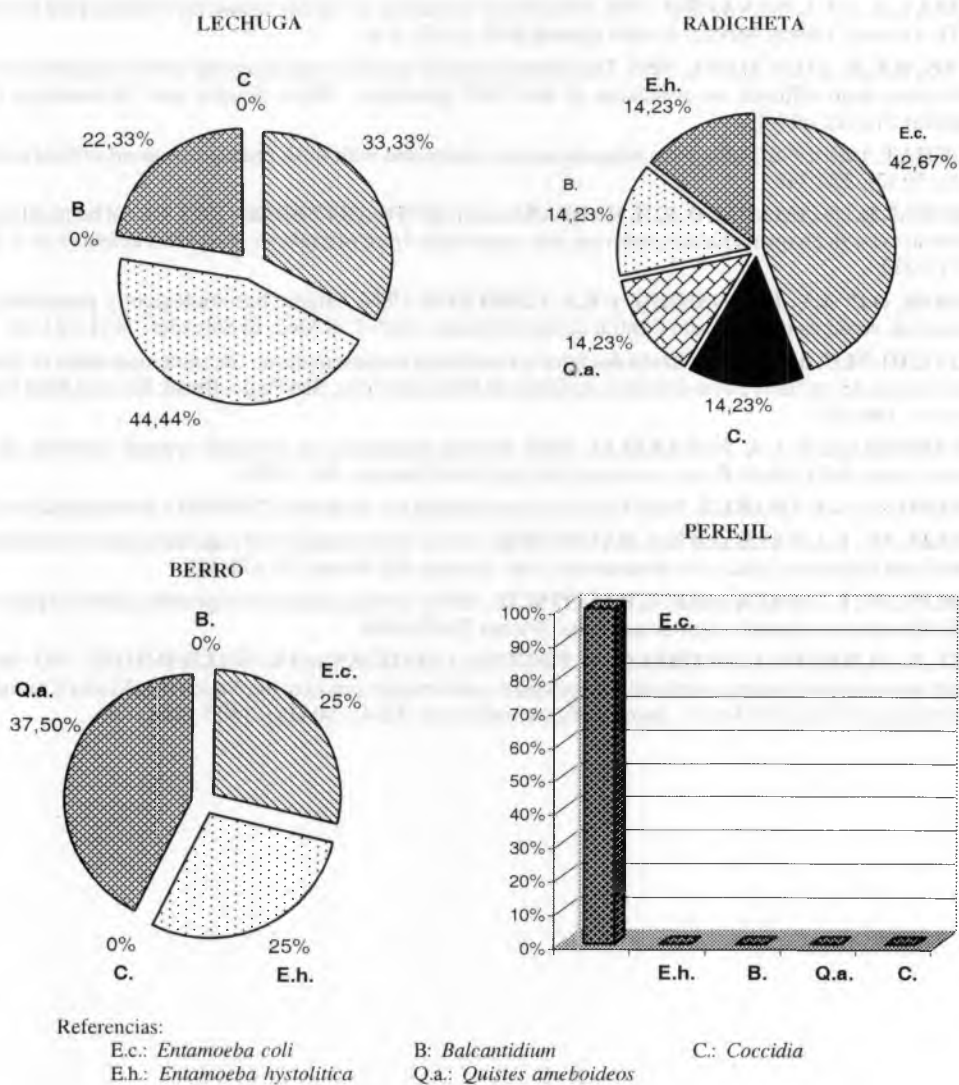 LECHUGA
C
0%
22,33%
33,33%
B
0%
44,44%
RADICHETA
E.h.
14,23%
E.c.
42,67%
B.
14,23%
14,23%
Q.a.
14,23%
C.
BERRO
B.
0%
Q.a.
37,50%
E.c.
25%
0%
C.
25%
E.h.
PEREJIL
100%
E.c.
90%
80%
70%
60%
50%
40%
30%
20%
10%
0%
E.h. B. Q.a. C.
Referencias:
E.c.: Entamoeba coli B: Balcantidium C.: Coccidia
E.h.: Entamoeba hystolitica Q.a.: Quistes ameboideos